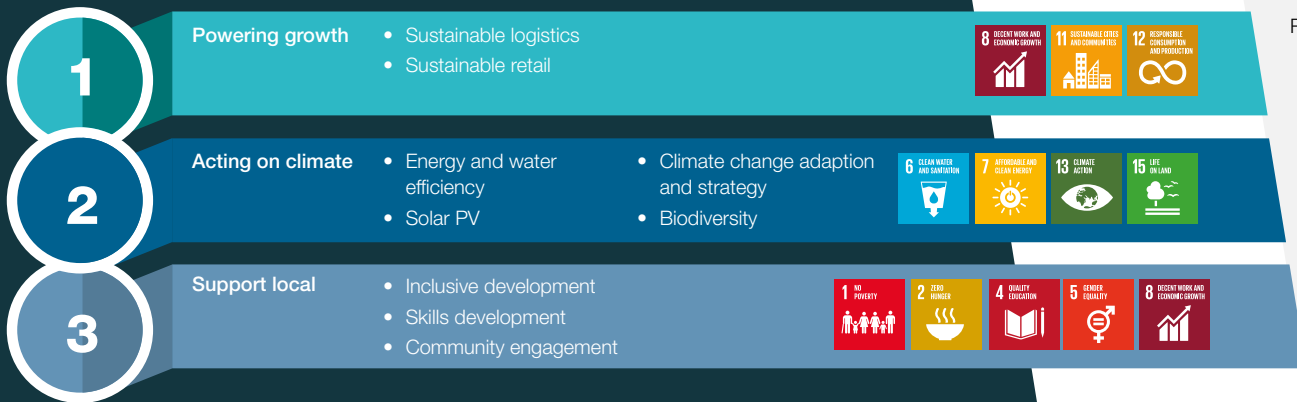 1
Powering growth
• Sustainable logistics
• Sustainable retail
8 DECENT WORK AND
ECONOMIC GROWTH
11 SUSTAINABLE CITIES
AND COMMUNITIES
12 RESPONSIBLE
CONSUMPTION
AND PRODUCTION
2
Acting on climate
• Energy and water
efficiency
• Solar PV
• Climate change adaption
and strategy
• Biodiversity
6 CLEAN WATER
AND SANITATION
7 AFFORDABLE AND
CLEAN ENERGY
13 CLIMATE
ACTION
15 LIFE
ON LAND
3
Support local
• Inclusive development
• Skills development
• Community engagement
1 NO
POVERTY
2 ZERO
HUNGER
4 QUALITY
EDUCATION
5 GENDER
EQUALITY
8 DECENT WORK AND
ECONOMIC GROWTH